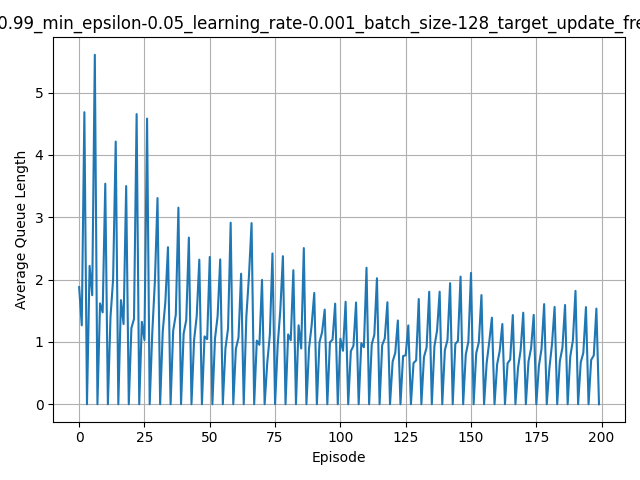 0.99_min_epsilon-0.05_learning_rate-0.001_batch_size-128_target_update_fre
Average Queue Length
5
4
3
2
1
0
0 25 50 75 100 125 150 175 200
Episode